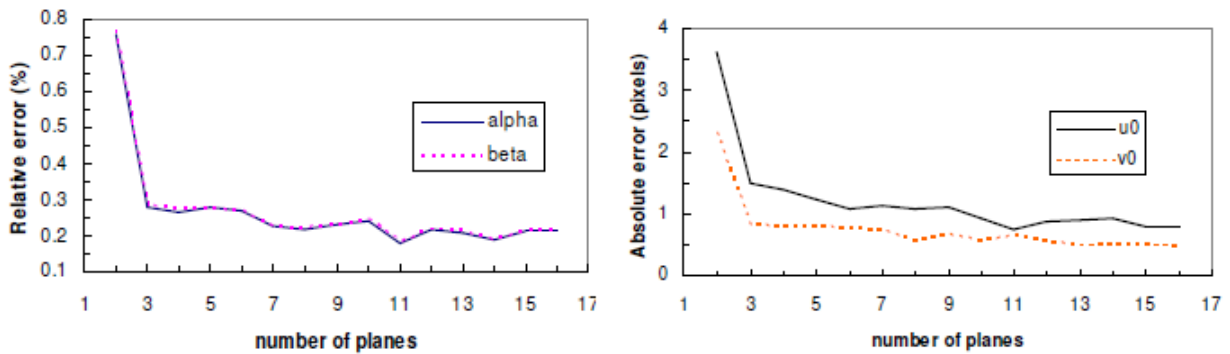 0.8
0.7
0.6
0.5
0.4
0.3
0.2
0.1
Relative error (%)
alpha
beta
1 3 5 7 9 11 13 15 17
number of planes
4
3
2
1
0
Absolute error (pixels)
u0
v0
1 3 5 7 9 11 13 15 17
number of planes